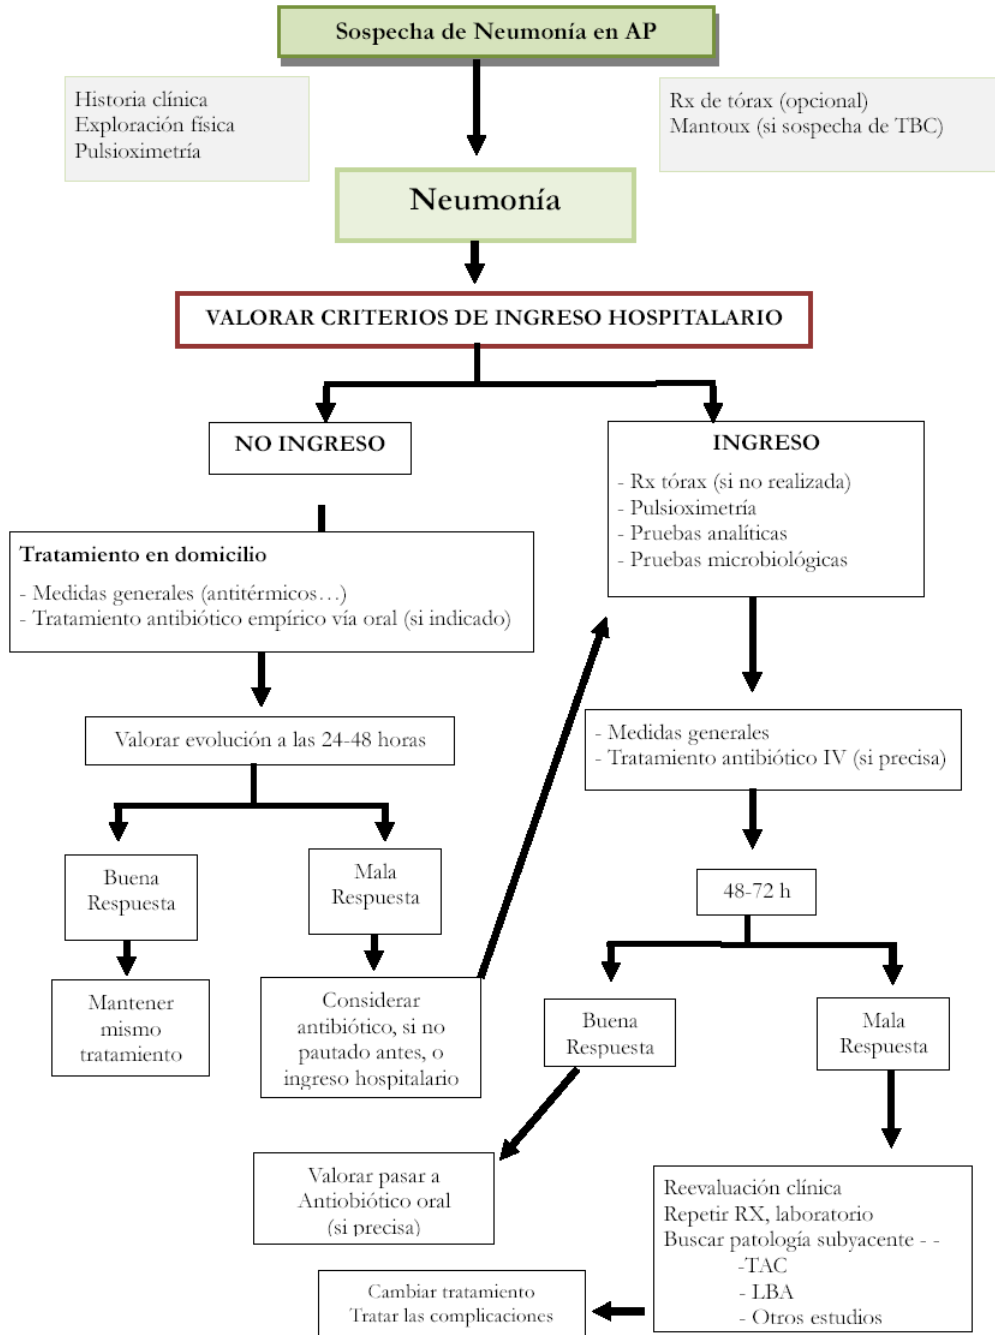 Sospecha de Neumonía en AP
Historia clínica
Exploración física
Pulsioximetría
Rx de tórax (opcional)
Mantoux (si sospecha de TBC)
Neumonía
VALORAR CRITERIOS DE INGRESO HOSPITALARIO
NO INGRESO
INGRESO
- Rx tórax (si no realizada)
- Pulsioximetría
- Pruebas analíticas
- Pruebas microbiológicas
Tratamiento en domicilio
- Medidas generales (antitérmicos…)
- Tratamiento antibiótico empírico vía oral (si indicado)
Valorar evolución a las 24-48 horas
- Medidas generales
- Tratamiento antibiótico IV (si precisa)
Buena
Respuesta
Mala
Respuesta
48-72 h
Mantener
mismo
tratamiento
Considerar
antibiótico, si no
pautado antes, o
ingreso hospitalario
Buena
Respuesta
Mala
Respuesta
Valorar pasar a
Antiobiótico oral
(si precisa)
Reevaluación clínica
Repetir RX, laboratorio
Buscar patología subyacente - -
-TAC
- LBA
- Otros estudios
Cambiar tratamiento
Tratar las complicaciones